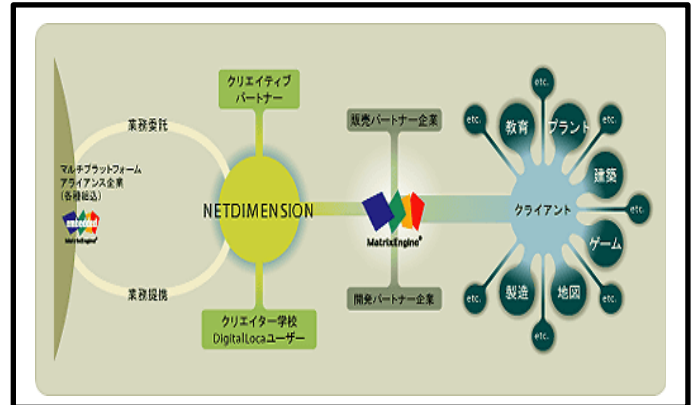 クリエイティブ
パートナー
業務委託
マルチプラットフォーム
アライアンス企業
(各種組込)
MatrixEngine®
業務提携
NETDIMENSION
クリエイター学校
DigitalLocaユーザー
販売パートナー企業
MatrixEngine®
開発パートナー企業
クライアント
etc.
etc.
教育
プラント
etc.
建築
etc.
ゲーム
etc.
製造
地図
etc.
etc.